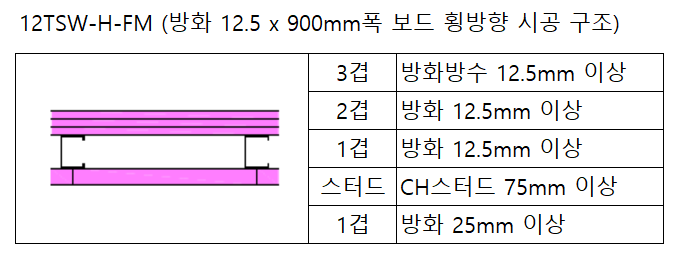 12TSW-H-FM (방화 12.5 x 900mm폭 보드 횡방향 시공 구조)
3겹 방화방수 12.5mm 이상
2겹 방화 12.5mm 이상
1겹 방화 12.5mm 이상
스터드 CH스터드 75mm 이상
1겹 방화 25mm 이상